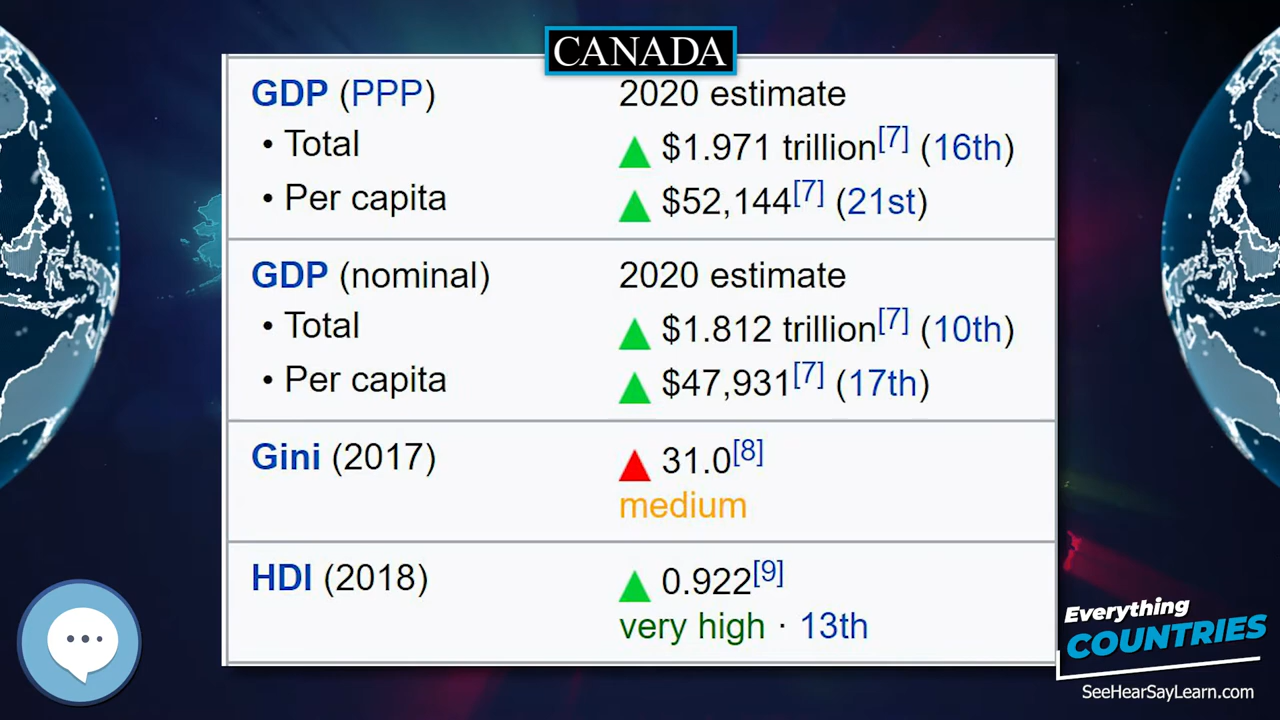 CANADA
GDP (PPP) 2020 estimate
• Total ▲ $1.971 trillion[7] (16th)
• Per capita ▲ $52,144[7] (21st)
GDP (nominal) 2020 estimate
• Total ▲ $1.812 trillion[7] (10th)
• Per capita ▲ $47,931[7] (17th)
Gini (2017) ▲ 31.0[8]
medium
HDI (2018) ▲ 0.922[9]
very high · 13th
Everything
COUNTRIES
SeeHearSayLearn.com